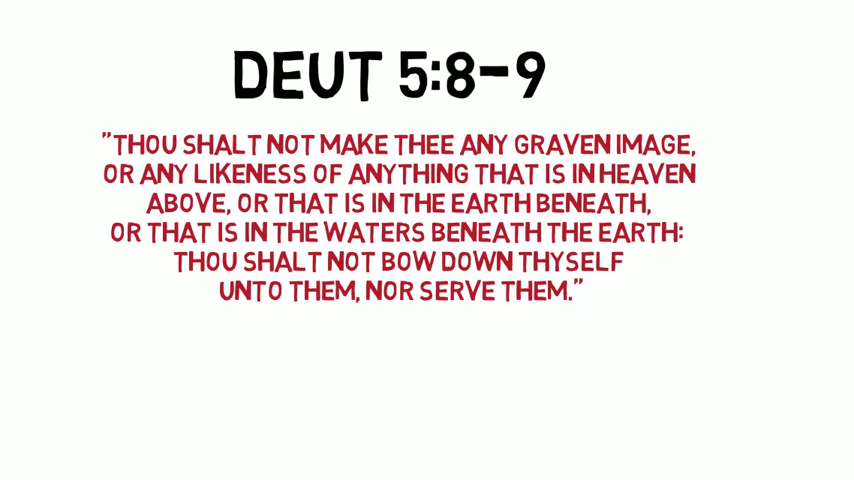 DEUT 5:8-9
"THOU SHALT NOT MAKE THEE ANY GRAVEN IMAGE,
OR ANY LIKENESS OF ANYTHING THAT IS IN HEAVEN
ABOVE, OR THAT IS IN THE EARTH BENEATH,
OR THAT IS IN THE WATERS BENEATH THE EARTH:
THOU SHALT NOT BOW DOWN THYSELF
UNTO THEM, NOR SERVE THEM."